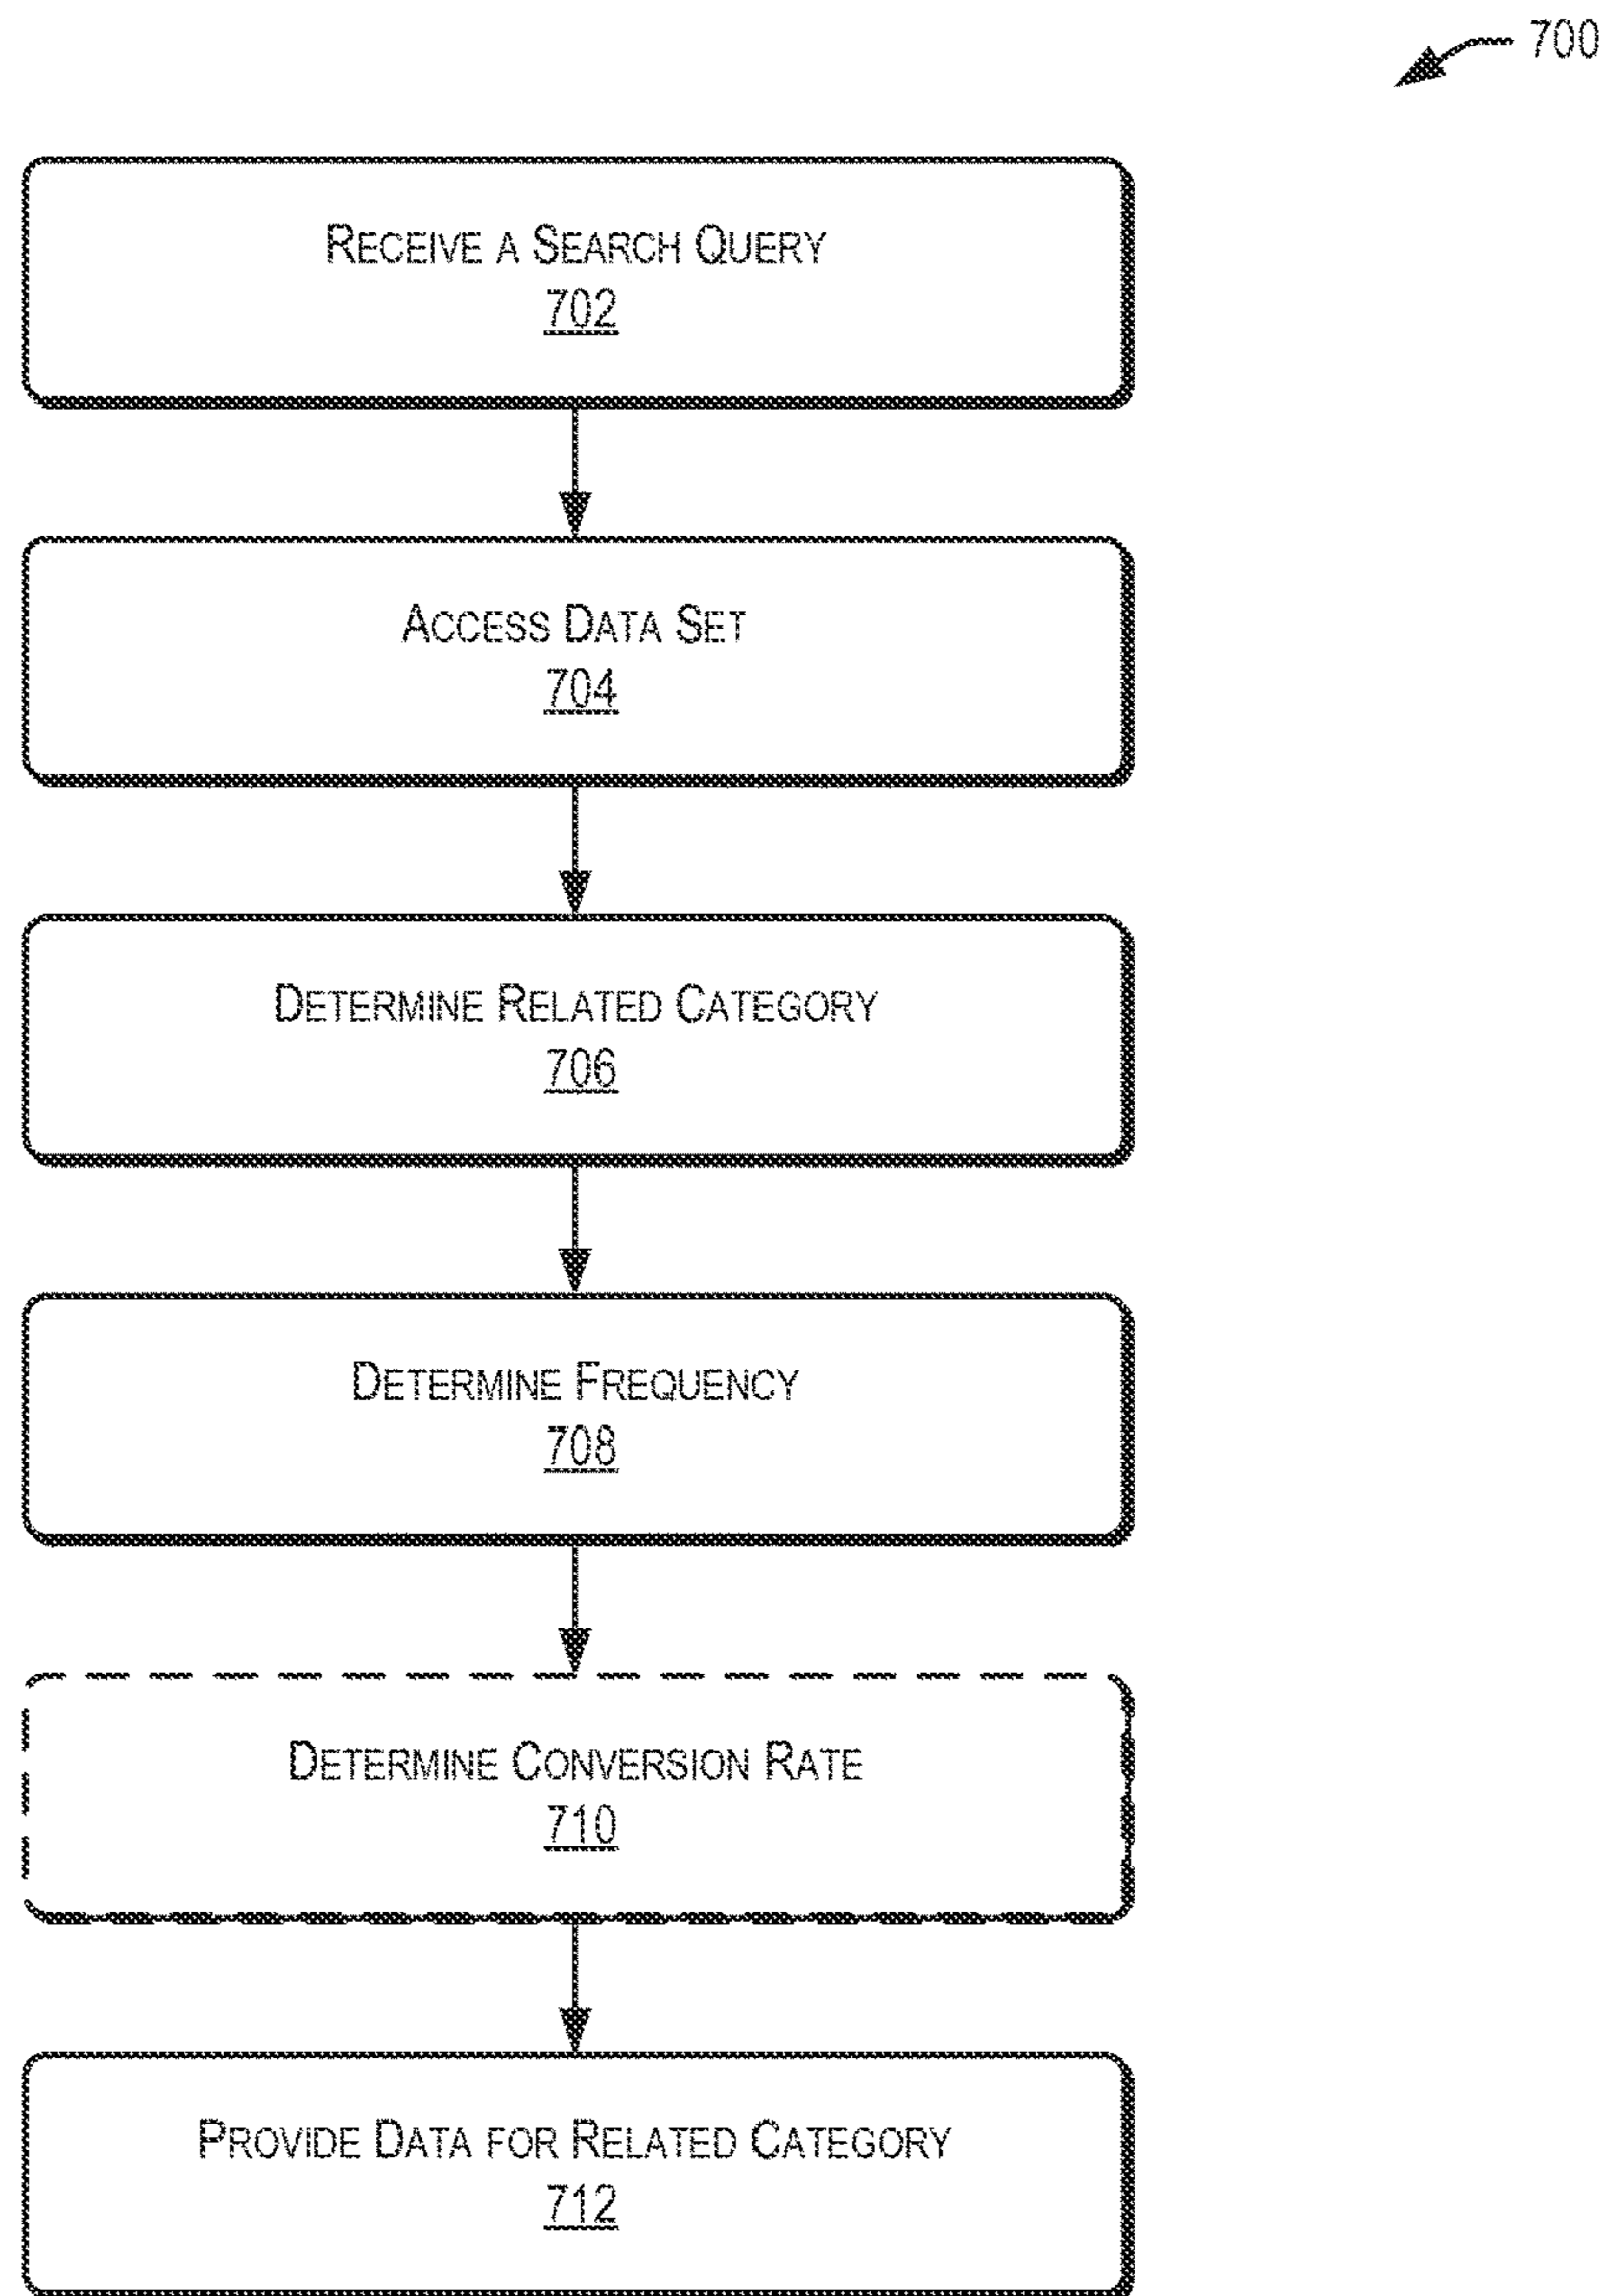 700
RECEIVE A SEARCH QUERY
702
ACCESS DATA SET
704
DETERMINE RELATED CATEGORY
706
DETERMINE FREQUENCY
708
DETERMINE CONVERSION RATE
710
PROVIDE DATA FOR RELATED CATEGORY
712